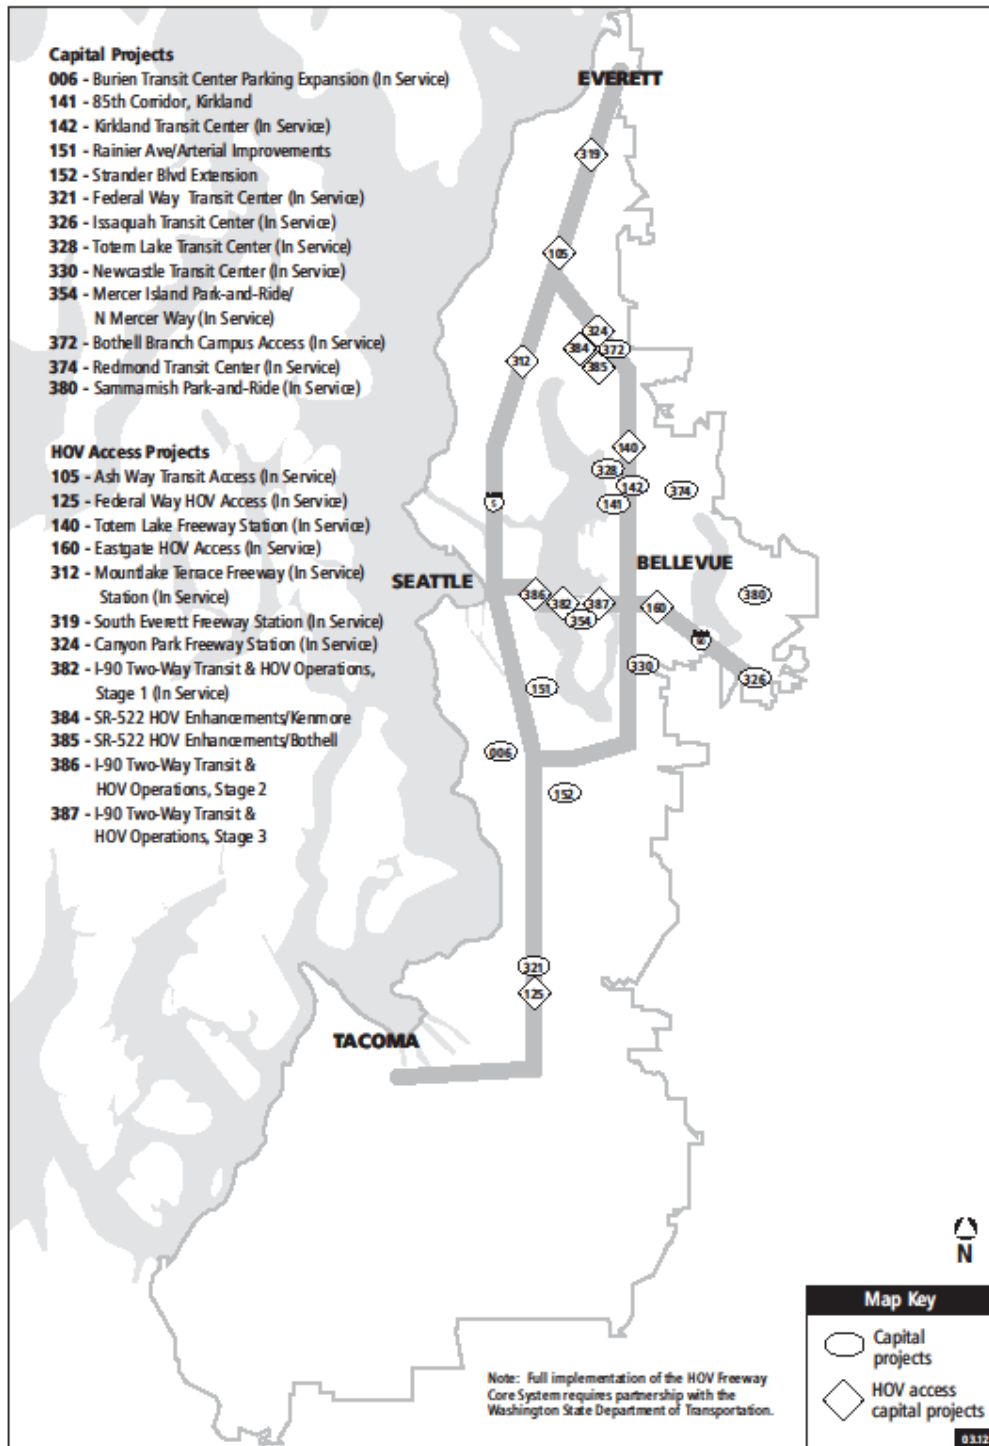 Capital Projects
006 - Burien Transit Center Parking Expansion (In Service)
141 - 85th Corridor, Kirkland
142 - Kirkland Transit Center (In Service)
151 - Rainier Ave/Arterial Improvements
152 - Strander Blvd Extension
321 - Federal Way Transit Center (In Service)
326 - Issaquah Transit Center (In Service)
328 - Totem Lake Transit Center (In Service)
330 - Newcastle Transit Center (In Service)
354 - Mercer Island Park-and-Ride/
N Mercer Way (In Service)
372 - Bothell Branch Campus Access (In Service)
374 - Redmond Transit Center (In Service)
380 - Sammamish Park-and-Ride (In Service)
HOV Access Projects
105 - Ash Way Transit Access (In Service)
125 - Federal Way HOV Access (In Service)
140 - Totem Lake Freeway Station (In Service)
160 - Eastgate HOV Access (In Service)
312 - Mountlake Terrace Freeway (In Service)
Station (In Service)
319 - South Everett Freeway Station (In Service)
324 - Canyon Park Freeway Station (In Service)
382 - I-90 Two-Way Transit & HOV Operations,
Stage 1 (In Service)
384 - SR-522 HOV Enhancements/Kenmore
385 - SR-522 HOV Enhancements/Bothell
386 - I-90 Two-Way Transit &
HOV Operations, Stage 2
387 - I-90 Two-Way Transit &
HOV Operations, Stage 3
EVERETT
319
105
324
384
372
312
385
140
328
142
374
141
5
BELLEVUE
SEATTLE
386
382
387
160
380
354
90
330
326
151
006
152
321
125
TACOMA
N
Map Key
Capital
projects
HOV access
capital projects
Note: Full implementation of the HOV Freeway
Core System requires partnership with the
Washington State Department of Transportation.
03.12